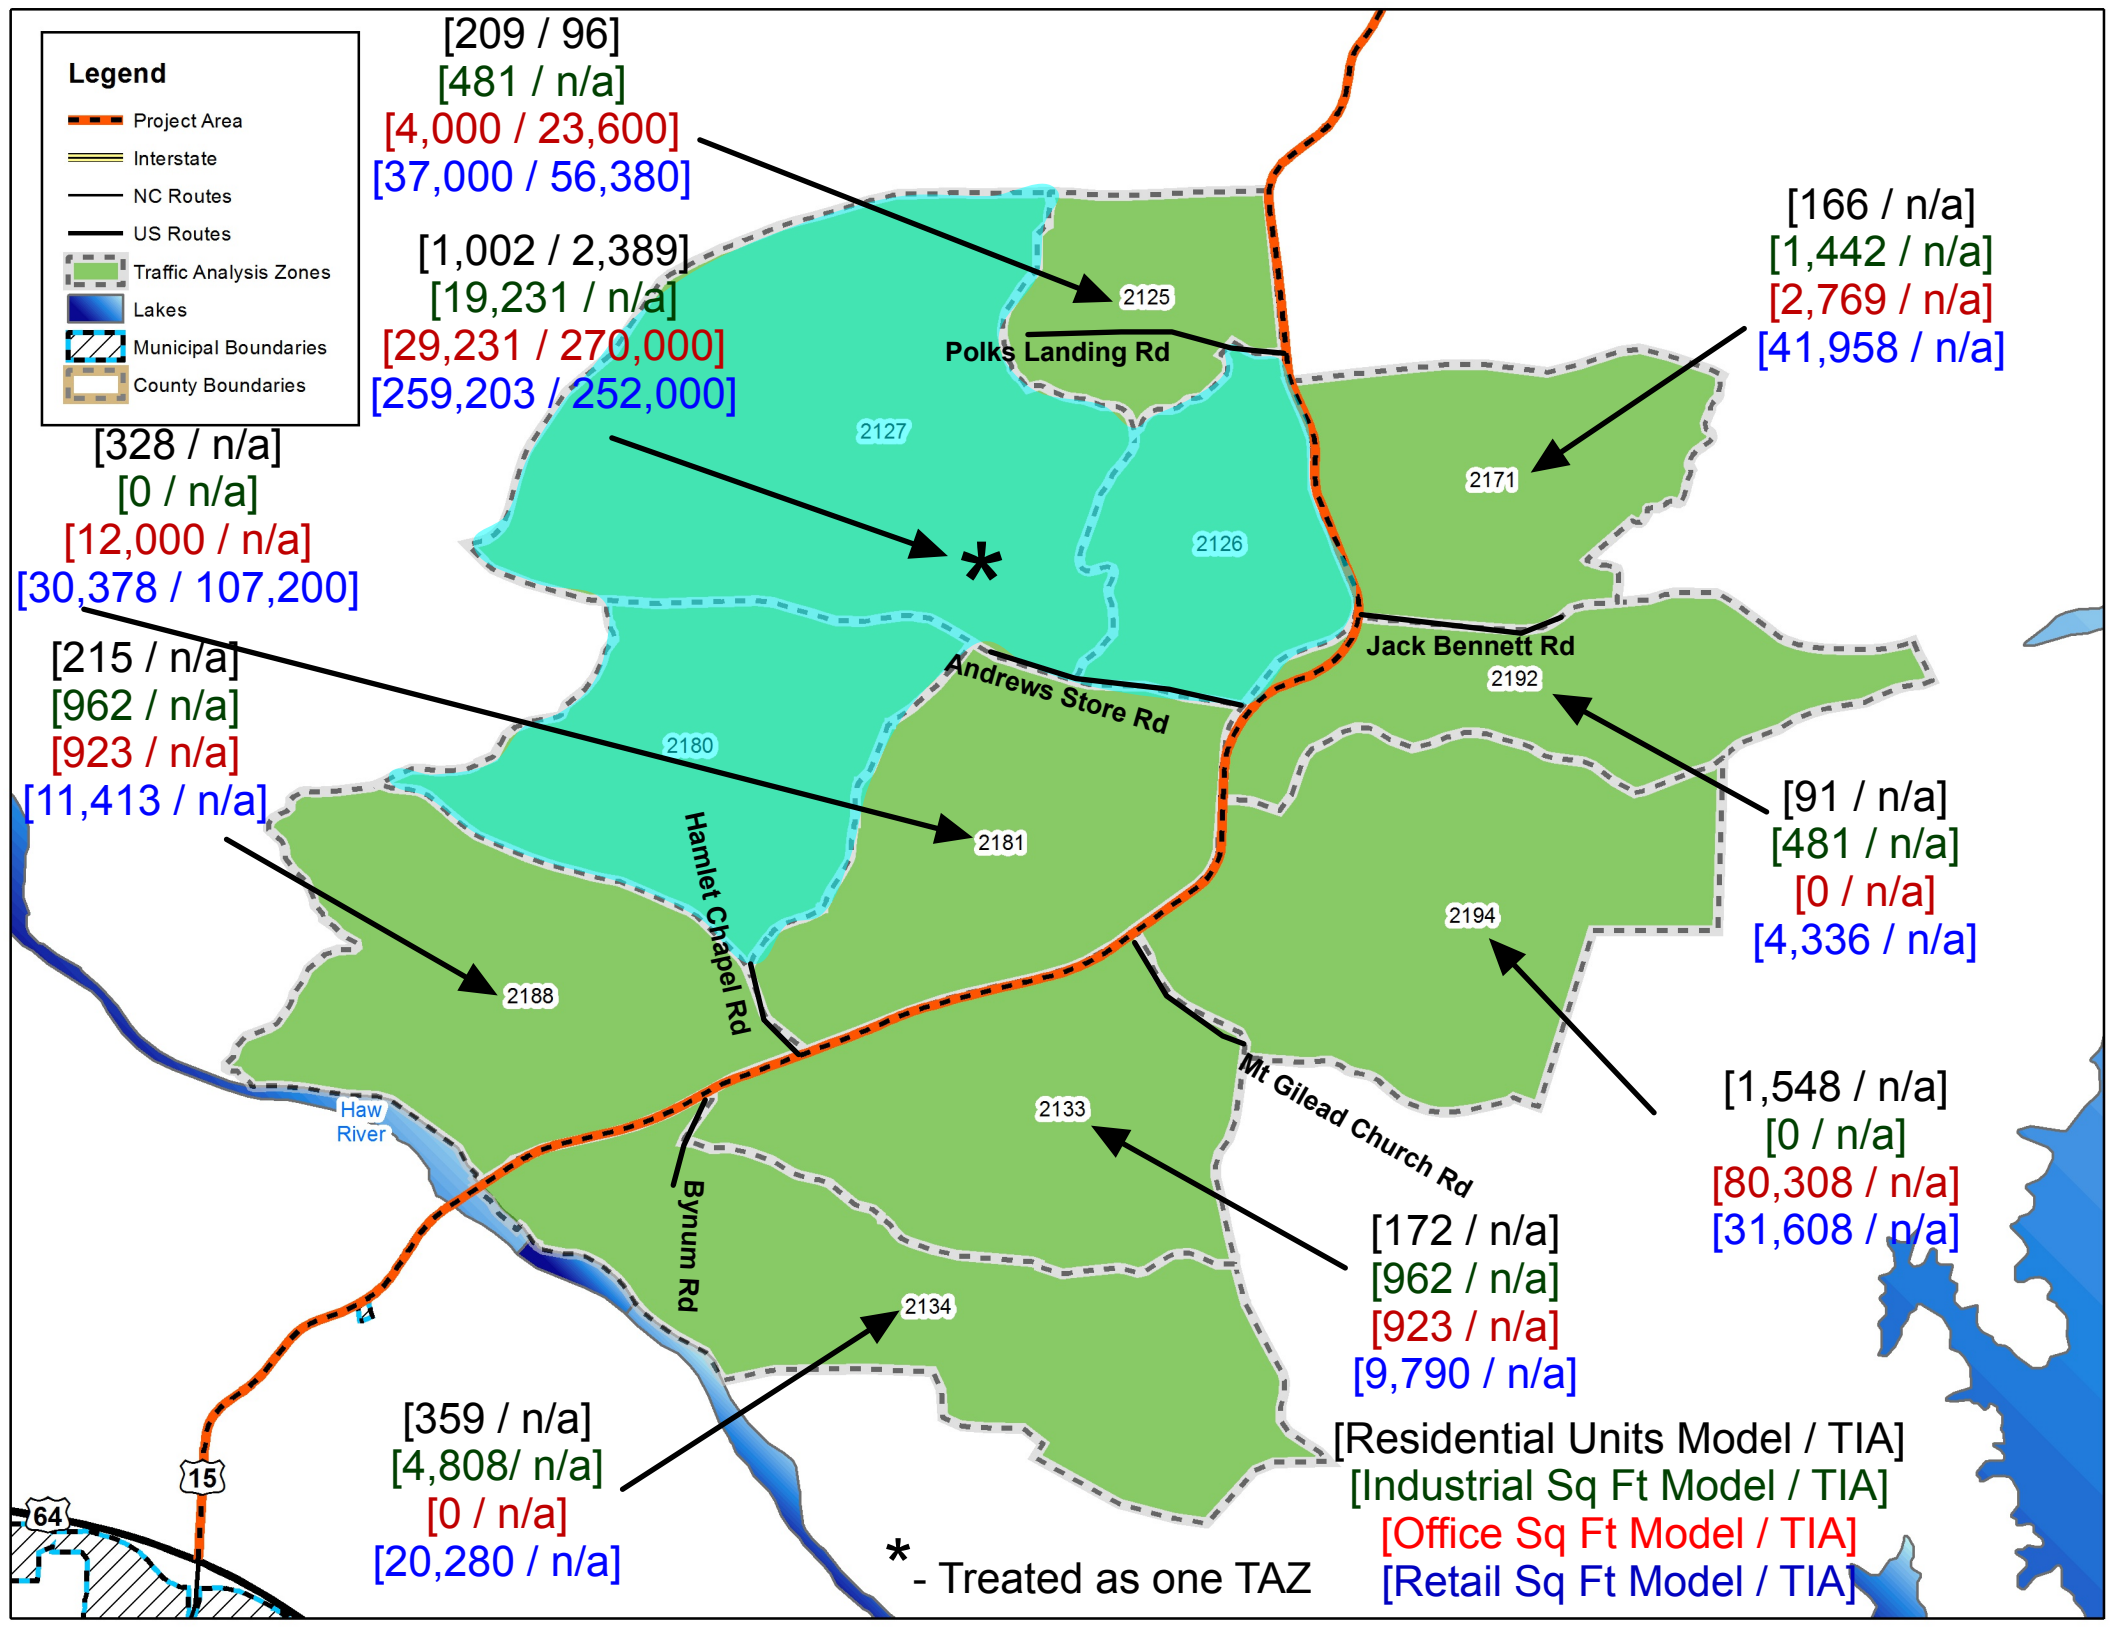 Legend
Project Area
Interstate
NC Routes
US Routes
Traffic Analysis Zones
Lakes
Municipal Boundaries
County Boundaries
[209 / 96]
[481 / n/a]
[4,000 / 23,600]
[37,000 / 56,380]
[1,002 / 2,389]
[19,231 / n/a]
[29,231 / 270,000]
[259,203 / 252,000]
[166 / n/a]
[1,442 / n/a]
[2,769 / n/a]
[41,958 / n/a]
[328 / n/a]
[0 / n/a]
[12,000 / n/a]
[30,378 / 107,200]
[215 / n/a]
[962 / n/a]
[923 / n/a]
[11,413 / n/a]
2125
Polks Landing Rd
2127
2171
*
2126
Jack Bennett Rd
Andrews Store Rd
2192
2180
2181
Hamlet Chapel Rd
[91 / n/a]
[481 / n/a]
[0 / n/a]
[4,336 / n/a]
2194
2188
Haw
River
2133
Mt Gilead Church Rd
Bynum Rd
2134
[1,548 / n/a]
[0 / n/a]
[80,308 / n/a]
[31,608 / n/a]
[172 / n/a]
[962 / n/a]
[923 / n/a]
[9,790 / n/a]
[359 / n/a]
[4,808/ n/a]
[0 / n/a]
[20,280 / n/a]
15
64
* - Treated as one TAZ
[Residential Units Model / TIA]
[Industrial Sq Ft Model / TIA]
[Office Sq Ft Model / TIA]
[Retail Sq Ft Model / TIA]